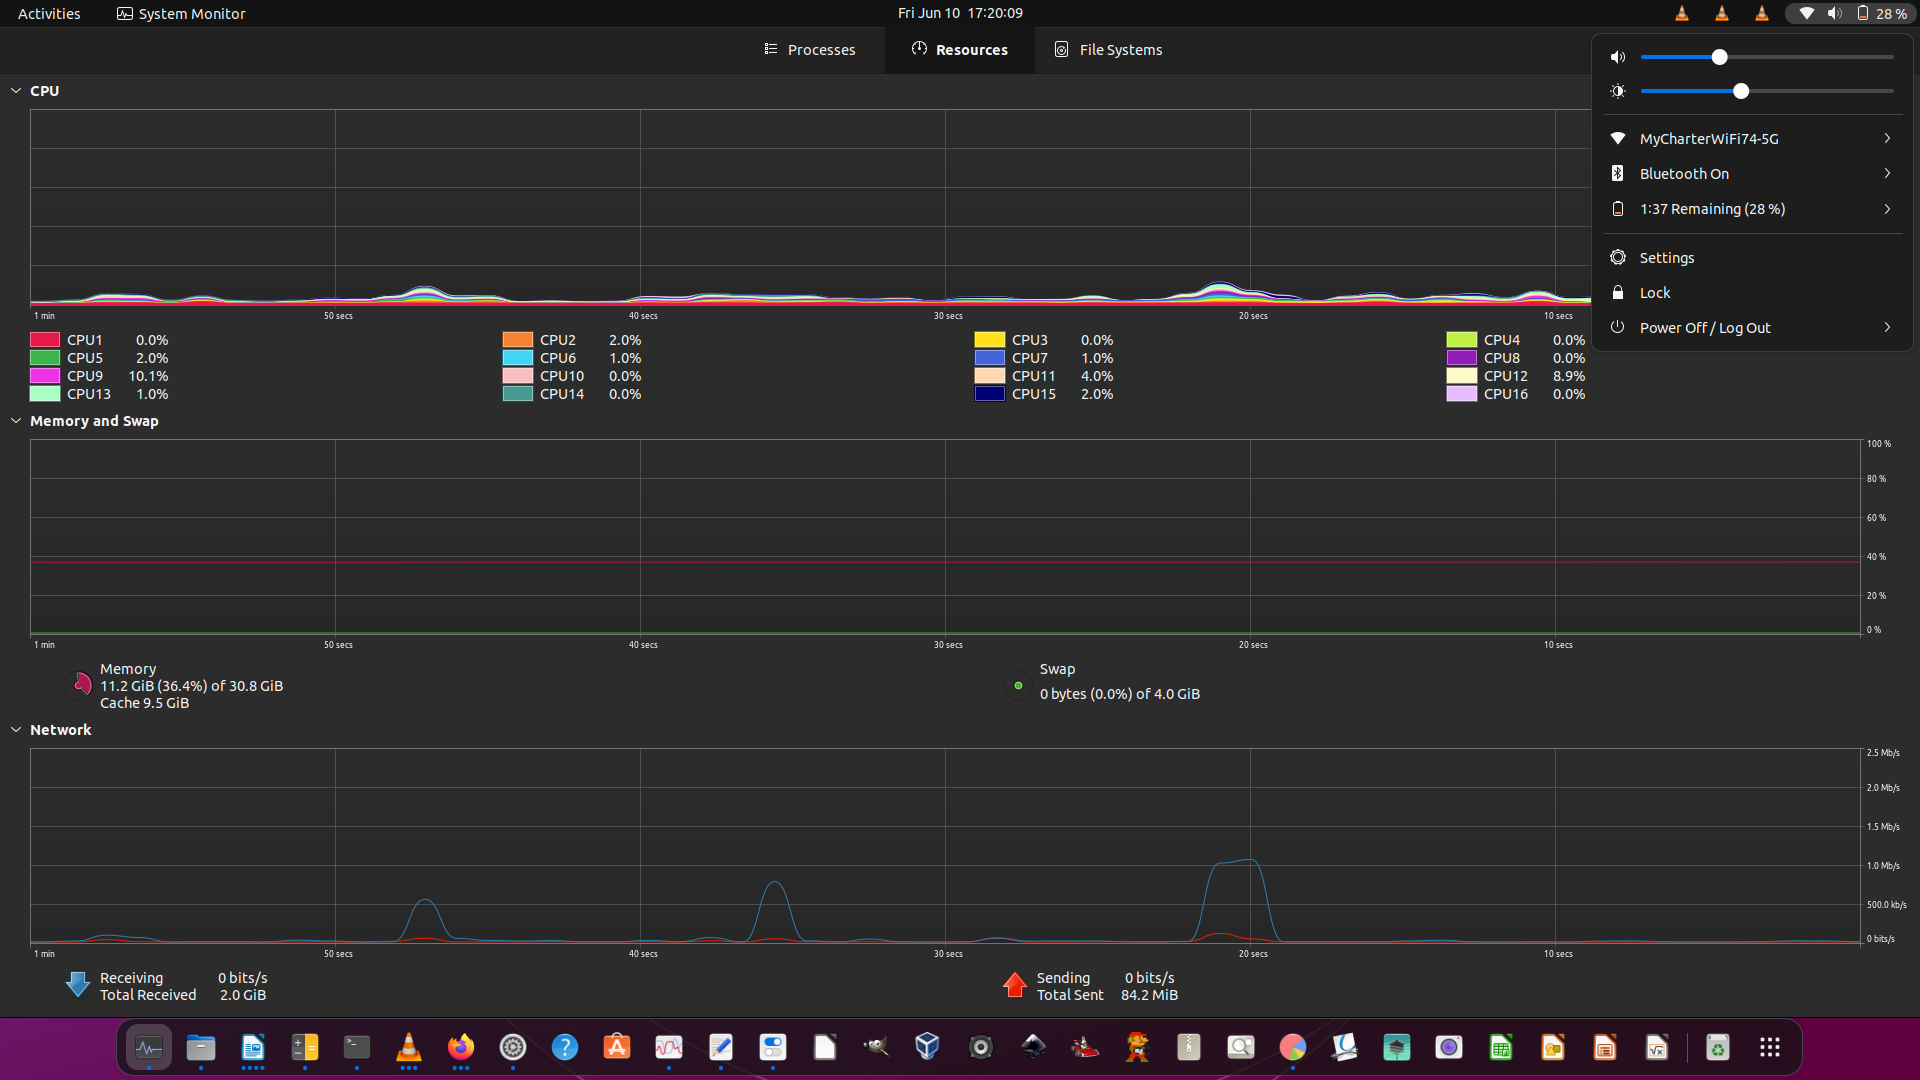 Activities System Monitor Fri Jun 10 17:20:09 28 %
Processes Resources File Systems
MyCharterWiFi74-5G
Bluetooth On
1:37 Remaining (28 %)
Settings
Lock
Power Off / Log Out
CPU
1 min 50 secs 40 secs 30 secs 20 secs 10 secs
CPU1 0.0% CPU2 2.0% CPU3 0.0% CPU4 0.0%
CPU5 2.0% CPU6 1.0% CPU7 1.0% CPU8 0.0%
CPU9 10.1% CPU10 0.0% CPU11 4.0% CPU12 8.9%
CPU13 1.0% CPU14 0.0% CPU15 2.0% CPU16 0.0%
Memory and Swap
100 %
80 %
60 %
40 %
20 %
0 %
1 min 50 secs 40 secs 30 secs 20 secs 10 secs
Memory
11.2 GiB (36.4%) of 30.8 GiB
Cache 9.5 GiB
Swap
0 bytes (0.0%) of 4.0 GiB
Network
2.5 Mb/s
2.0 Mb/s
1.5 Mb/s
1.0 Mb/s
500.0 kb/s
0 bits/s
1 min 50 secs 40 secs 30 secs 20 secs 10 secs
Receiving 0 bits/s
Total Received 2.0 GiB
Sending 0 bits/s
Total Sent 84.2 MiB